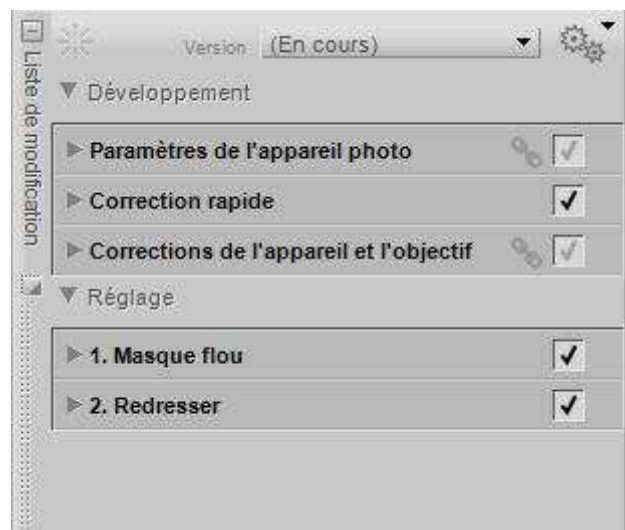 Liste de modification
Version (En cours)
Développement
Paramètres de l'appareil photo
Correction rapide
Corrections de l'appareil et l'objectif
Réglage
1. Masque flou
2. Redresser